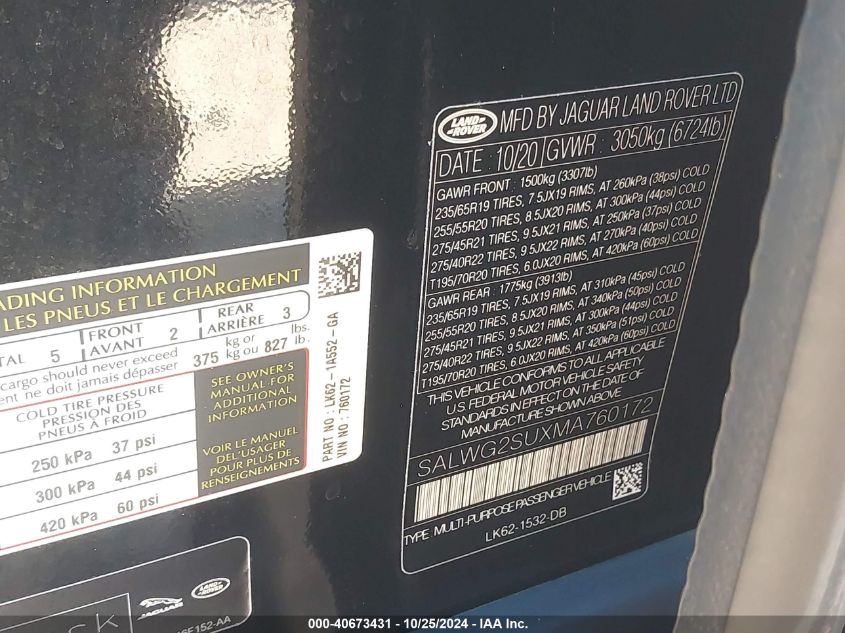 ADING INFORMATION
LES PNEUS ET LE CHARGEMENT
TAL 5 FRONT AVANT 2 REAR ARRIÈRE 3
cargo should never exceed
ent ne doit jamais dépasser 375 kg or kg ou 827 lbs. lb.
COLD TIRE PRESSURE
PRESSION DES
PNEUS À FROID
250 kPa 37 psi
300 kPa 44 psi
420 kPa 60 psi
SEE OWNER'S
MANUAL FOR
ADDITIONAL
INFORMATION
VOIR LE MANUEL
DE L'USAGER
POUR PLUS DE
RENSEIGNEMENTS
PART NO : LK62-1A552-GA
VIN NO : 760172
LAND ROVER
MFD BY JAGUAR LAND ROVER LTD
DATE : 10/20 GVWR : 3050kg (6724lb)
GAWR FRONT : 1500kg (3307lb)
235/65R19 TIRES, 7.5JX19 RIMS, AT 260kPa (38psi) COLD
255/55R20 TIRES, 8.5JX20 RIMS, AT 300kPa (44psi) COLD
275/45R21 TIRES, 9.5JX21 RIMS, AT 250kPa (37psi) COLD
275/40R22 TIRES, 9.5JX22 RIMS, AT 270kPa (40psi) COLD
T195/70R20 TIRES, 6.0JX20 RIMS, AT 420kPa (60psi) COLD
GAWR REAR : 1775kg (3913lb)
235/65R19 TIRES, 7.5JX19 RIMS, AT 310kPa (45psi) COLD
255/55R20 TIRES, 8.5JX20 RIMS, AT 340kPa (50psi) COLD
275/45R21 TIRES, 9.5JX21 RIMS, AT 300kPa (44psi) COLD
275/40R22 TIRES, 9.5JX22 RIMS, AT 350kPa (51psi) COLD
T195/70R20 TIRES, 6.0JX20 RIMS, AT 420kPa (60psi) COLD
THIS VEHICLE CONFORMS TO ALL APPLICABLE
U.S. FEDERAL MOTOR VEHICLE SAFETY
STANDARDS IN EFFECT ON THE DATE OF
MANUFACTURE SHOWN ABOVE
SALWG2SUXMA760172
TYPE: MULTI-PURPOSE PASSENGER VEHICLE
LK62-1532-DB
JAGUAR
LAND ROVER
000-40673431 - 10/25/2024 - IAA Inc.